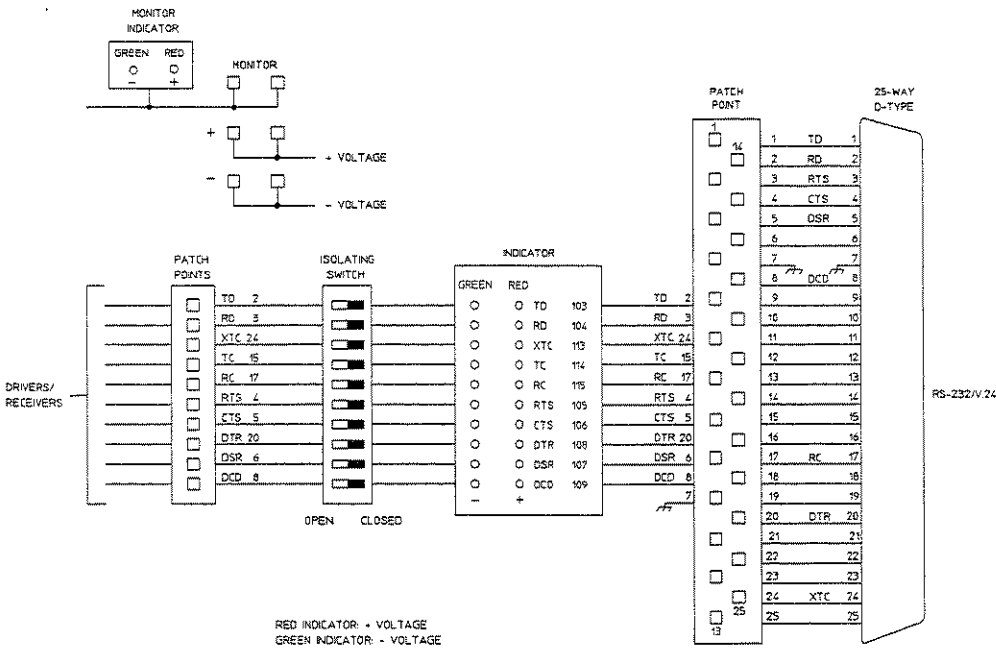 MONITOR
INDICATOR
GREEN RED
- +
MONITOR
+
+ VOLTAGE
-
- VOLTAGE
PATCH
POINTS
ISOLATING
SWITCH
INDICATOR
GREEN RED
TD 2
RD 3
XTC 24
TC 15
RC 17
RTS 4
CTS 5
DTR 20
DSR 6
DCD 8
DRIVERS/
RECEIVERS
OPEN CLOSED
TD 103
RD 104
XTC 113
TC 114
RC 115
RTS 105
CTS 106
DTR 108
DSR 107
DCD 109
- +
TD 2
RD 3
XTC 24
TC 15
RC 17
RTS 4
CTS 5
DTR 20
DSR 6
DCD 8
7
PATCH
POINT
25-WAY
D-TYPE
1
14
25
13
1 TD 1
2 RD 2
3 RTS 3
4 CTS 4
5 DSR 5
6 6
7 7
8 DCD 8
9 9
10 10
11 11
12 12
13 13
14 14
15 15
16 16
17 RC 17
18 18
19 19
20 DTR 20
21 21
22 22
23 23
24 XTC 24
25 25
RS-232/V.24
RED INDICATOR: + VOLTAGE
GREEN INDICATOR: - VOLTAGE